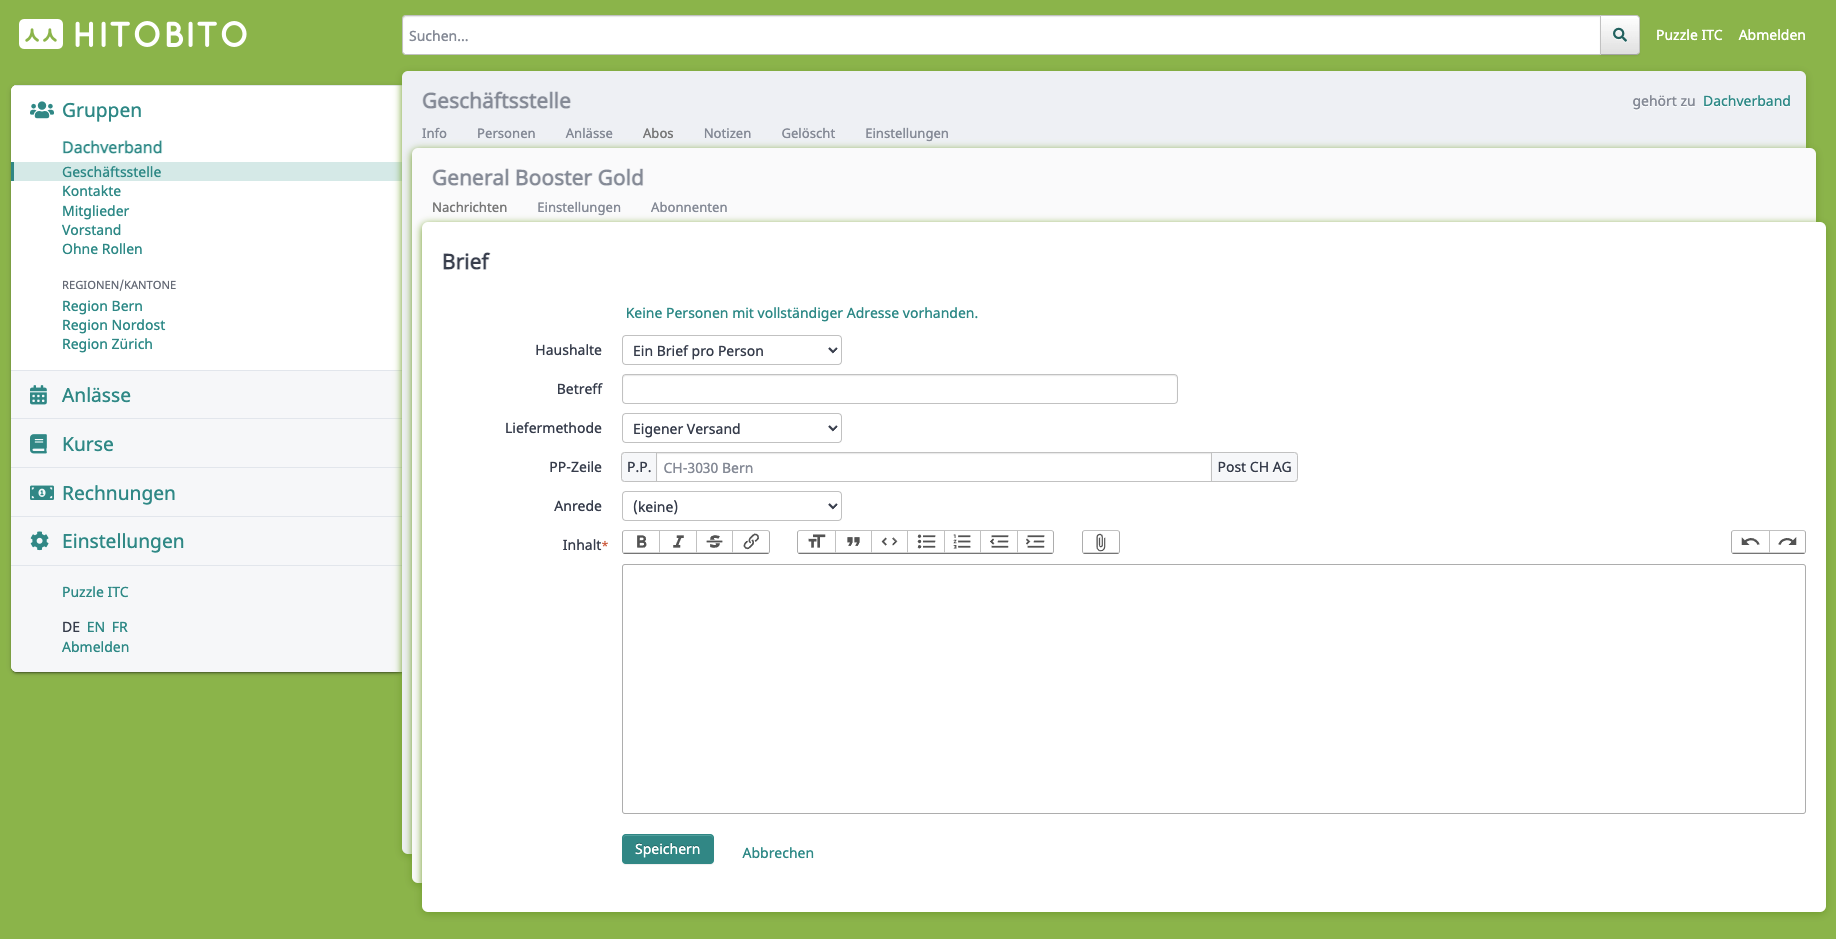 HITOBITO
Suchen...
Puzzle ITC Abmelden
Gruppen
Dachverband
Geschäftsstelle
Kontakte
Mitglieder
Vorstand
Ohne Rollen
REGIONEN/KANTONE
Region Bern
Region Nordost
Region Zürich
Anlässe
Kurse
Rechnungen
Einstellungen
Puzzle ITC
DE EN FR
Abmelden
Geschäftsstelle
gehört zu Dachverband
Info Personen Anlässe Abos Notizen Gelöscht Einstellungen
General Booster Gold
Nachrichten Einstellungen Abonnenten
Brief
Keine Personen mit vollständiger Adresse vorhanden.
Haushalte Ein Brief pro Person
Betreff
Liefermethode Eigener Versand
PP-Zeile P.P. CH-3030 Bern Post CH AG
Anrede (keine)
Inhalt*
Speichern Abbrechen